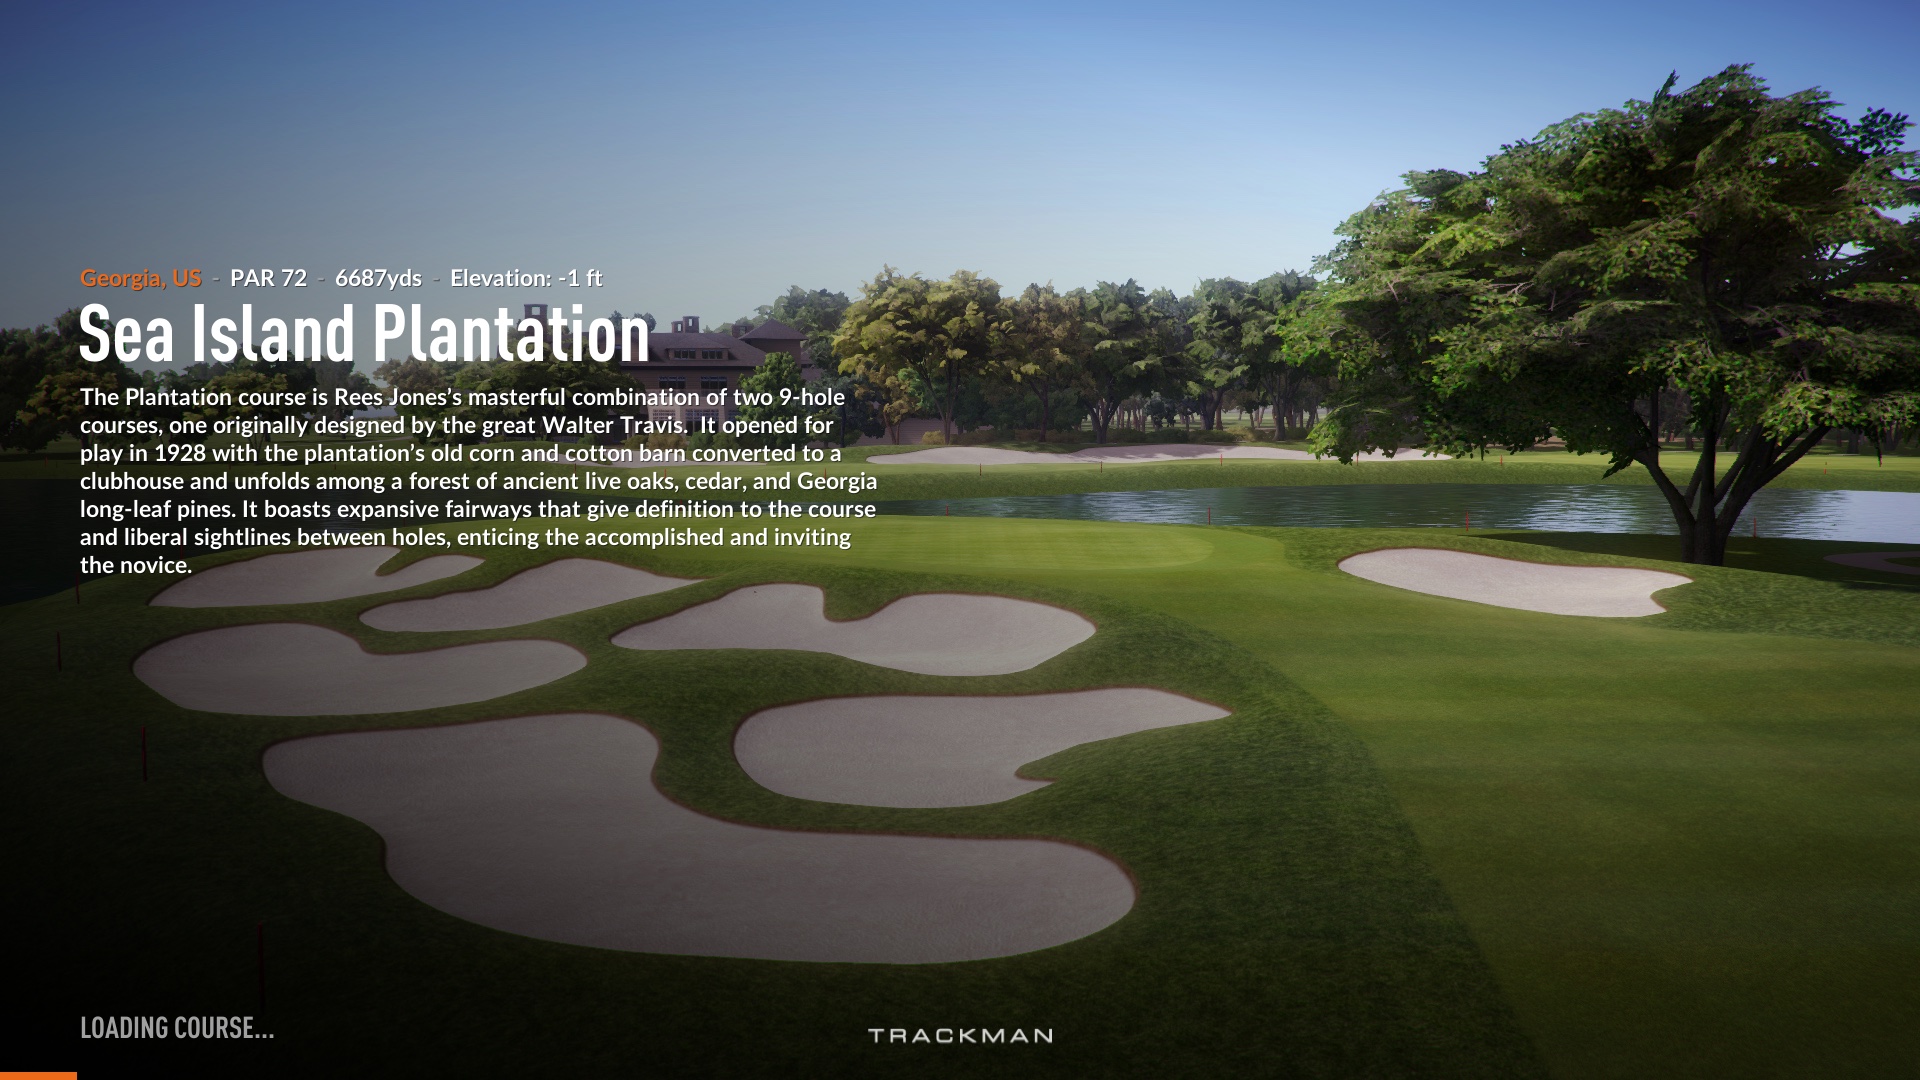 Georgia, US - PAR 72 - 6687yds - Elevation: -1 ft
Sea Island Plantation
The Plantation course is Rees Jones’s masterful combination of two 9-hole
courses, one originally designed by the great Walter Travis.  It opened for
play in 1928 with the plantation’s old corn and cotton barn converted to a
clubhouse and unfolds among a forest of ancient live oaks, cedar, and Georgia
long-leaf pines. It boasts expansive fairways that give definition to the course
and liberal sightlines between holes, enticing the accomplished and inviting
the novice.
LOADING COURSE...
TRACKMAN